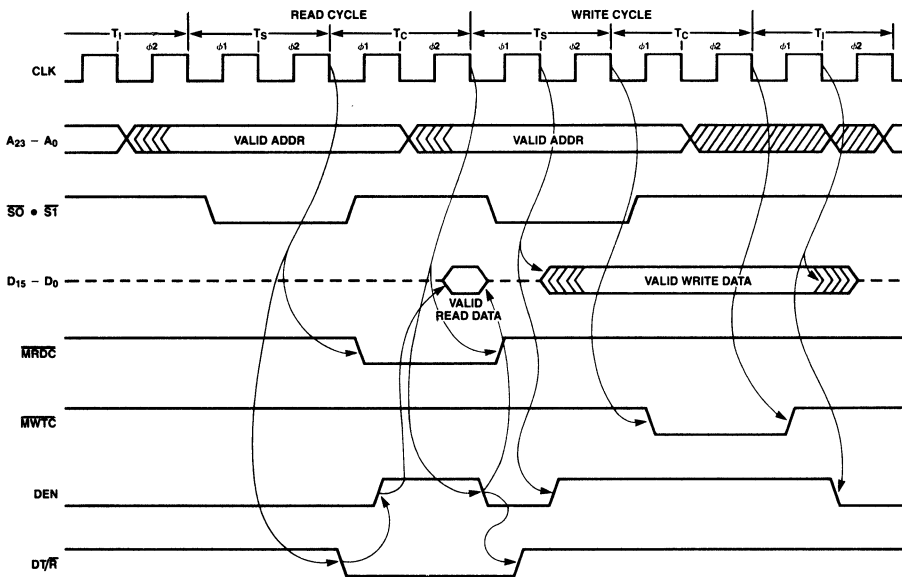 READ CYCLE WRITE CYCLE
TI TS TC TS TC TI
ϕ2 ϕ1 ϕ2 ϕ1 ϕ2 ϕ1 ϕ2 ϕ1 ϕ2 ϕ1 ϕ2
CLK
A23 – A0 VALID ADDR VALID ADDR
S0 • S1
D15 – D0 VALID READ DATA VALID WRITE DATA
MRDC
MWTC
DEN
DT/R